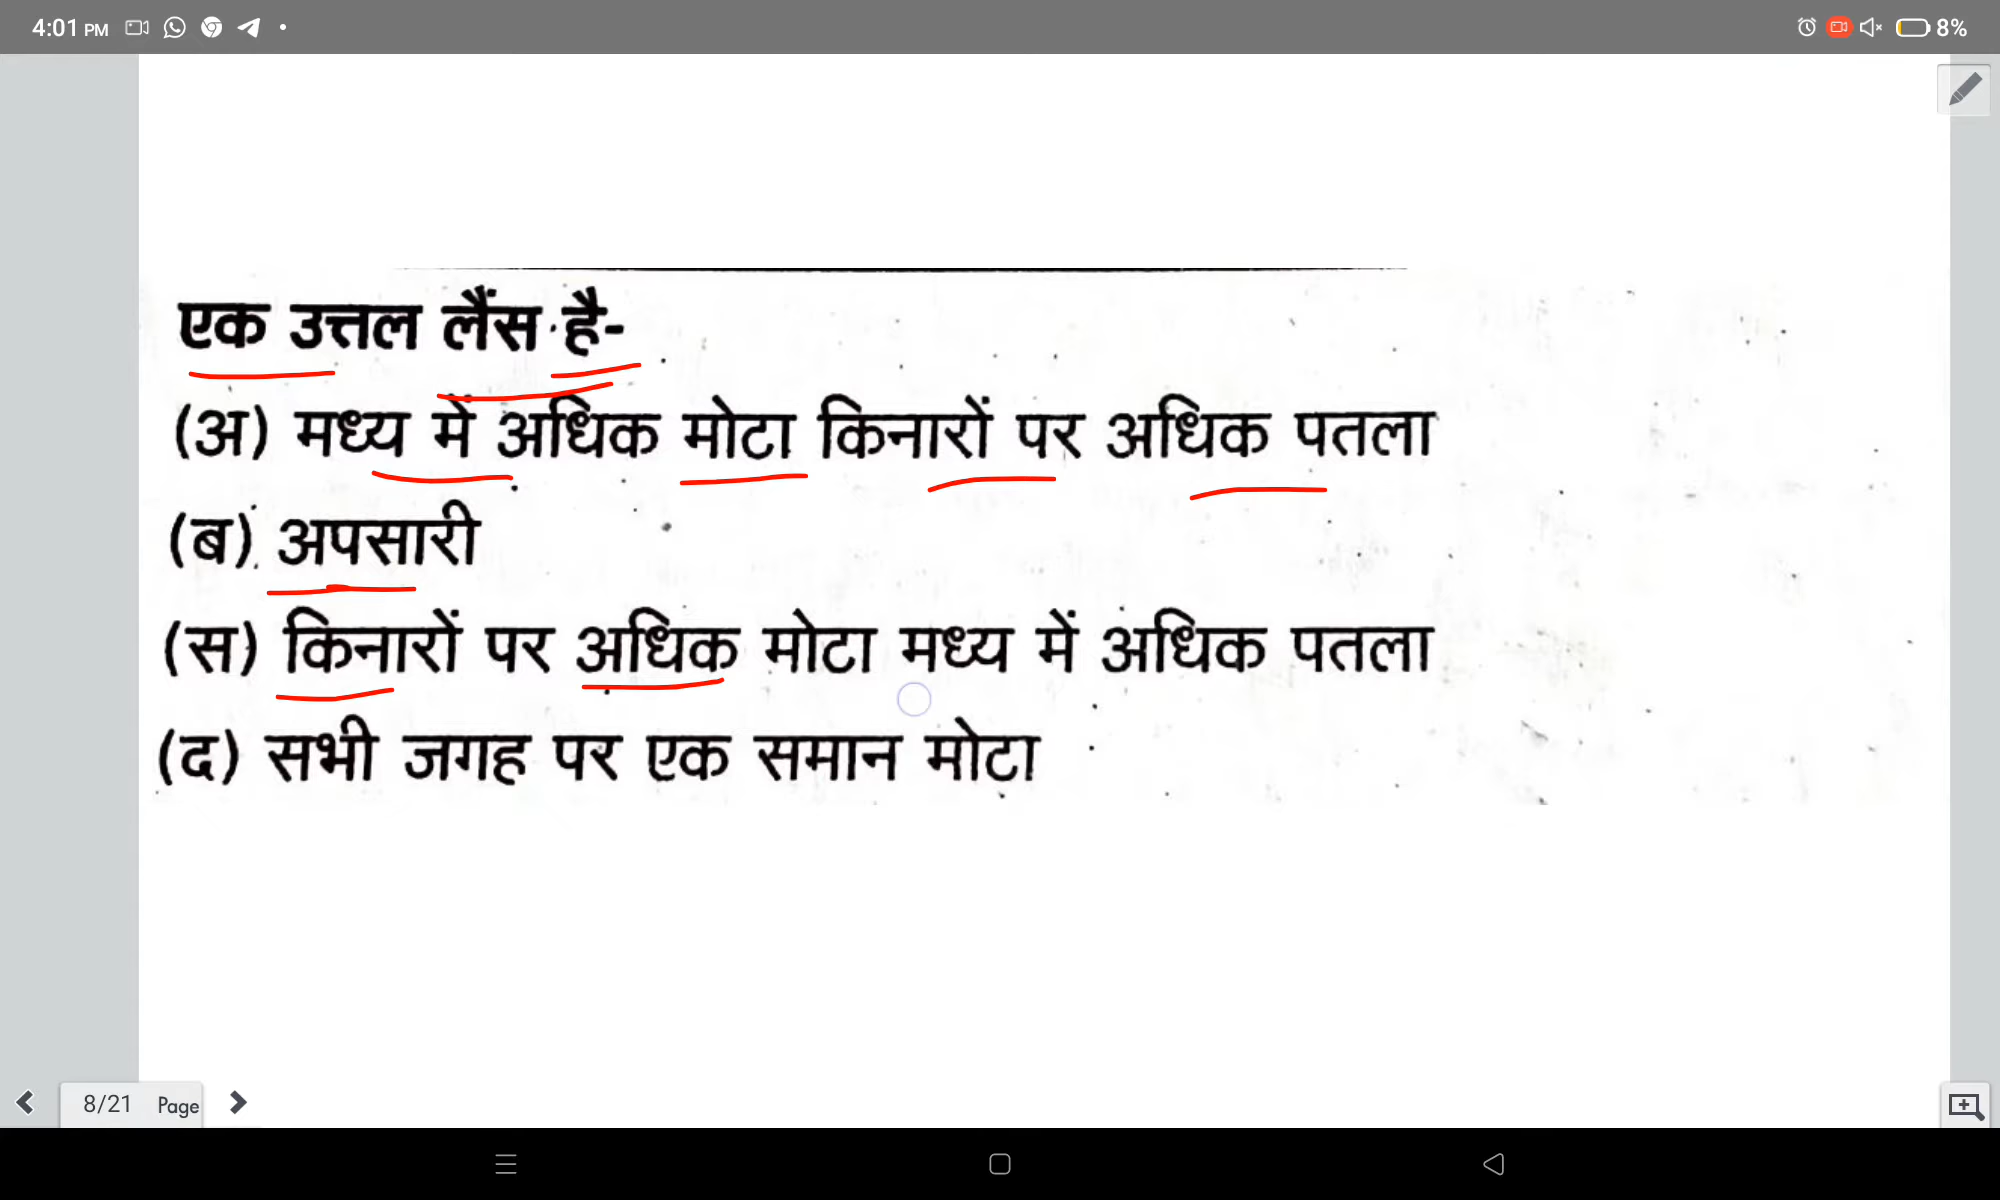 4:01 PM
8%
एक उत्तल लैंस है-
(अ) मध्य में अधिक मोटा किनारों पर अधिक पतला
(ब) अपसारी
(स) किनारों पर अधिक मोटा मध्य में अधिक पतला
(द) सभी जगह पर एक समान मोटा
8/21 Page